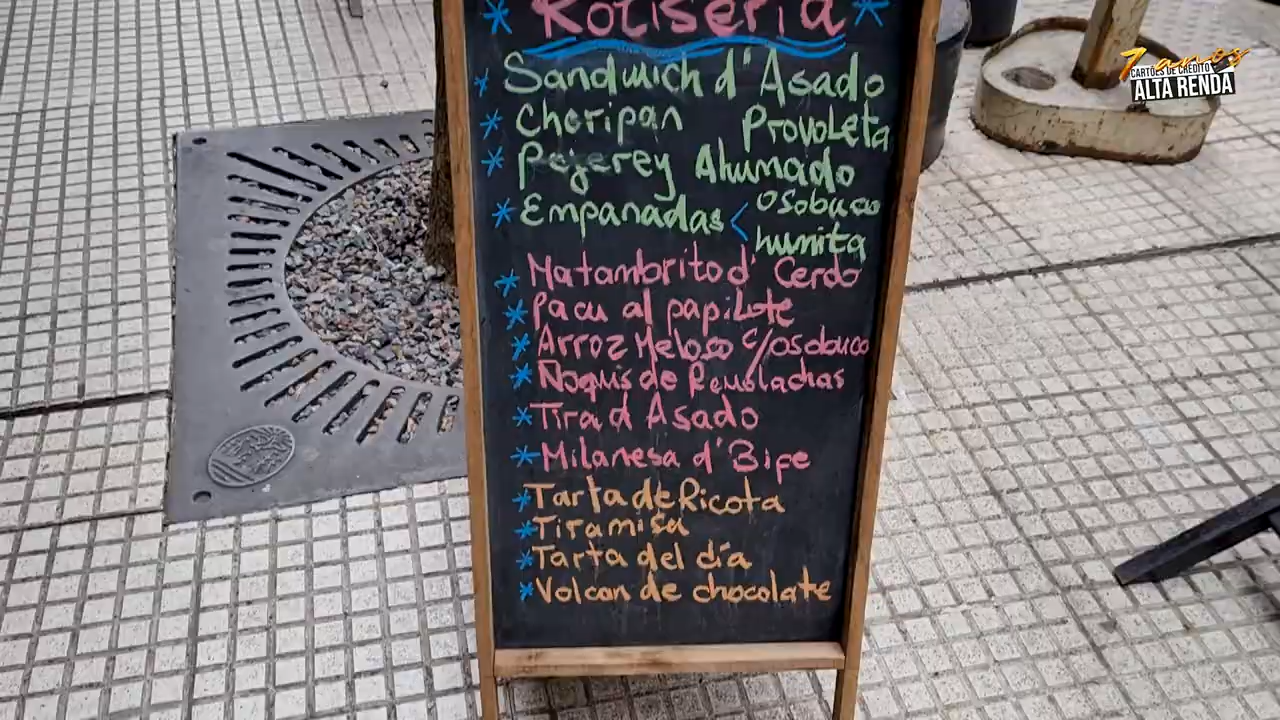 * Rotiseria *
* Sandwich d'Asado
* Choripan Provoleta
* Pejerey Ahumado
* Empanadas < osobuco
humita
* Matambrito d' Cerdo
* Pacu al papilote
* Arroz Meloso c/osobuco
* Ñoquis de Remolachas
* Tira d Asado
* Milanesa d'Bife
* Tarta de Ricota
* Tiramisu
* Tarta del día
* Volcan de chocolate
7 anos
CARTÕES DE CRÉDITO
ALTA RENDA